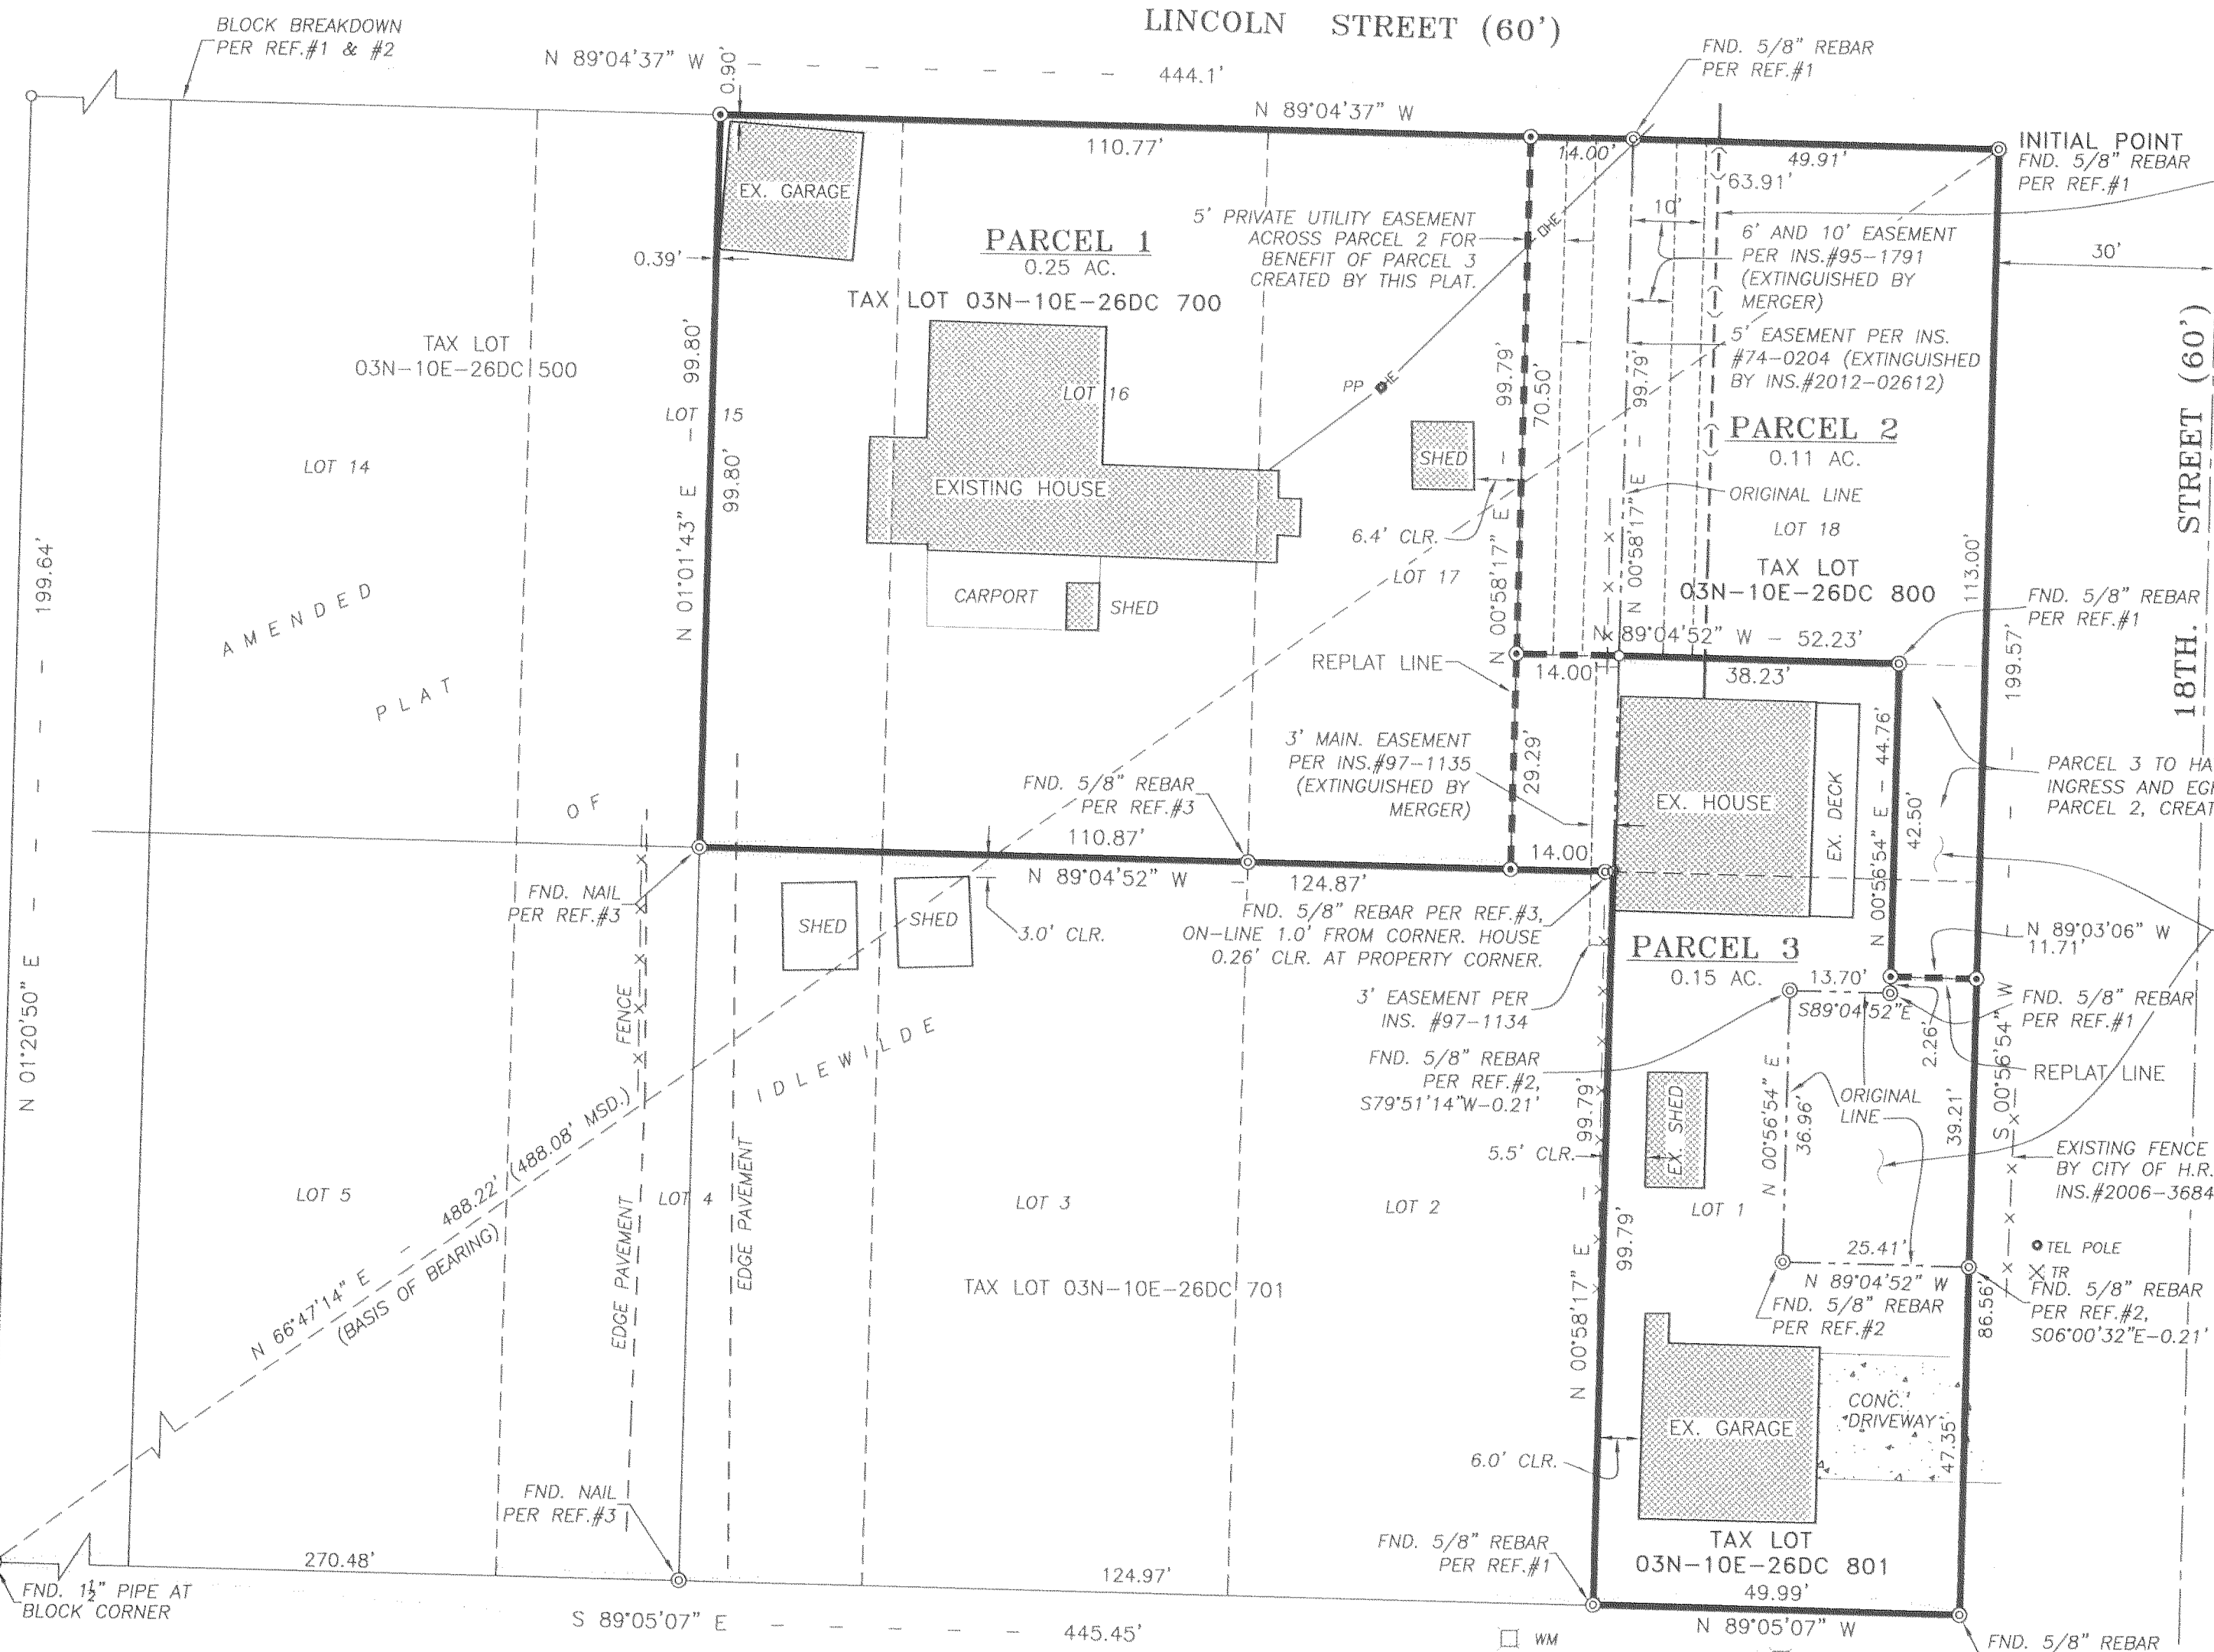 LINCOLN STREET (60')
BLOCK BREAKDOWN
PER REF.#1 & #2
N 89°04'37" W
444.1'
0.90'
N 89°04'37" W
FND. 5/8" REBAR
PER REF.#1
INITIAL POINT
FND. 5/8" REBAR
PER REF.#1
110.77'
14.00'
49.91'
63.91'
10'
30'
EX. GARAGE
0.39'
PARCEL 1
0.25 AC.
TAX LOT 03N-10E-26DC 700
5' PRIVATE UTILITY EASEMENT
ACROSS PARCEL 2 FOR
BENEFIT OF PARCEL 3
CREATED BY THIS PLAT.
OHE
6' AND 10' EASEMENT
PER INS.#95-1791
(EXTINGUISHED BY
MERGER)
5' EASEMENT PER INS.
#74-0204 (EXTINGUISHED
BY INS.#2012-02612)
18TH. STREET (60')
TAX LOT
03N-10E-26DC 500
99.80'
LOT 15
99.80'
N 01°01'43" E
LOT 16
PP
99.79'
70.50'
99.79'
PARCEL 2
0.11 AC.
ORIGINAL LINE
LOT 18
TAX LOT
03N-10E-26DC 800
LOT 14
EXISTING HOUSE
SHED
6.4' CLR.
LOT 17
N 00°58'17" E
N 00°58'17" E
113.00'
199.64'
AMENDED
PLAT
OF
IDLEWILDE
CARPORT
SHED
FND. 5/8" REBAR
PER REF.#1
N 89°04'52" W - 52.23'
REPLAT LINE
14.00'
38.23'
199.57'
3' MAIN. EASEMENT
PER INS.#97-1135
(EXTINGUISHED BY
MERGER)
29.29'
EX. HOUSE
EX. DECK
N 00°56'54" E - 44.76'
42.50'
PARCEL 3 TO HA
INGRESS AND EG
PARCEL 2, CREAT
FND. 5/8" REBAR
PER REF.#3
110.87'
N 89°04'52" W
124.87'
14.00
FND. NAIL
PER REF.#3
SHED
SHED
3.0' CLR.
FND. 5/8" REBAR PER REF.#3,
ON-LINE 1.0' FROM CORNER. HOUSE
0.26' CLR. AT PROPERTY CORNER.
PARCEL 3
0.15 AC.
N 89°03'06" W
11.71'
13.70'
S89°04'52"E
FND. 5/8" REBAR
PER REF.#1
2.26'
3' EASEMENT PER
INS. #97-1134
FND. 5/8" REBAR
PER REF.#2,
S79°51'14"W-0.21'
REPLAT LINE
S 00°56'54" W
N 01°20'50" E
FENCE
EX. SHED
99.79'
5.5' CLR.
N 00°56'54" E
36.96'
ORIGINAL
LINE
39.21'
EXISTING FENCE
BY CITY OF H.R.
INS.#2006-3684
LOT 5
LOT 4
LOT 3
LOT 2
LOT 1
N 66°47'14" E - 488.22' (488.08' MSD.)
(BASIS OF BEARING)
EDGE PAVEMENT
EDGE PAVEMENT
TAX LOT 03N-10E-26DC 701
99.79'
N 00°58'17" E
25.41'
N 89°04'52" W
FND. 5/8" REBAR
PER REF.#2
TEL POLE
TR
FND. 5/8" REBAR
PER REF.#2,
S06°00'32"E-0.21'
86.56'
EX. GARAGE
CONC.
DRIVEWAY
47.35'
6.0' CLR.
FND. NAIL
PER REF.#3
270.48'
124.97'
FND. 5/8" REBAR
PER REF.#1
TAX LOT
03N-10E-26DC 801
49.99'
N 89°05'07" W
FND. 1½" PIPE AT
BLOCK CORNER
S 89°05'07" E
445.45'
WM
FND. 5/8" REBAR